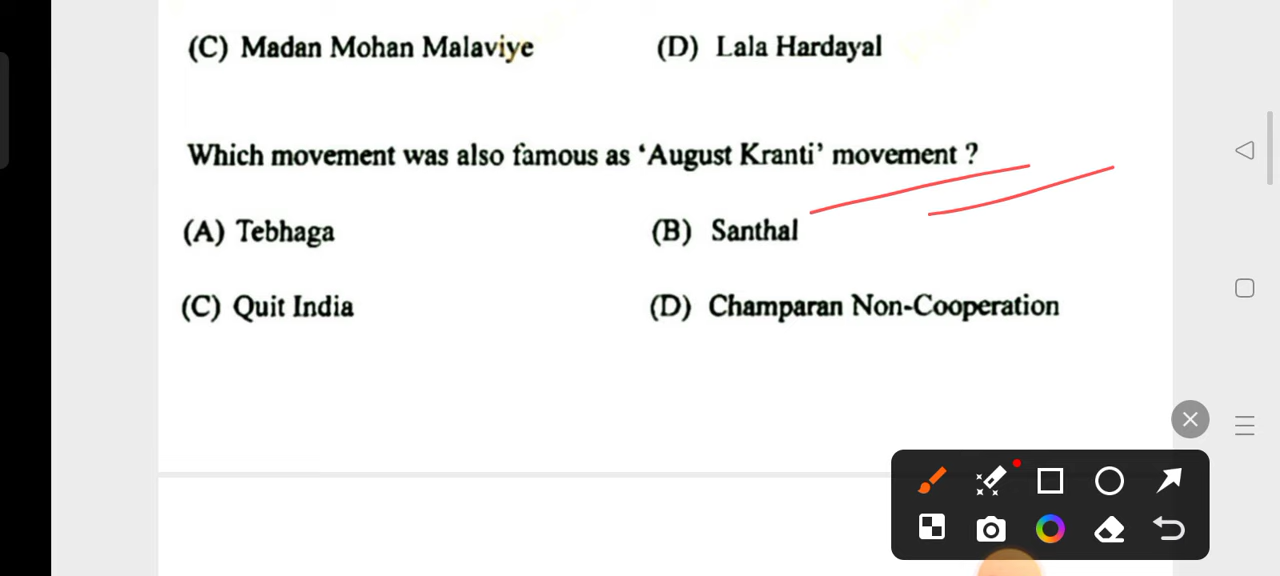 (C) Madan Mohan Malaviye (D) Lala Hardayal
Which movement was also famous as ‘August Kranti’ movement ?
(A) Tebhaga (B) Santhal
(C) Quit India (D) Champaran Non-Cooperation